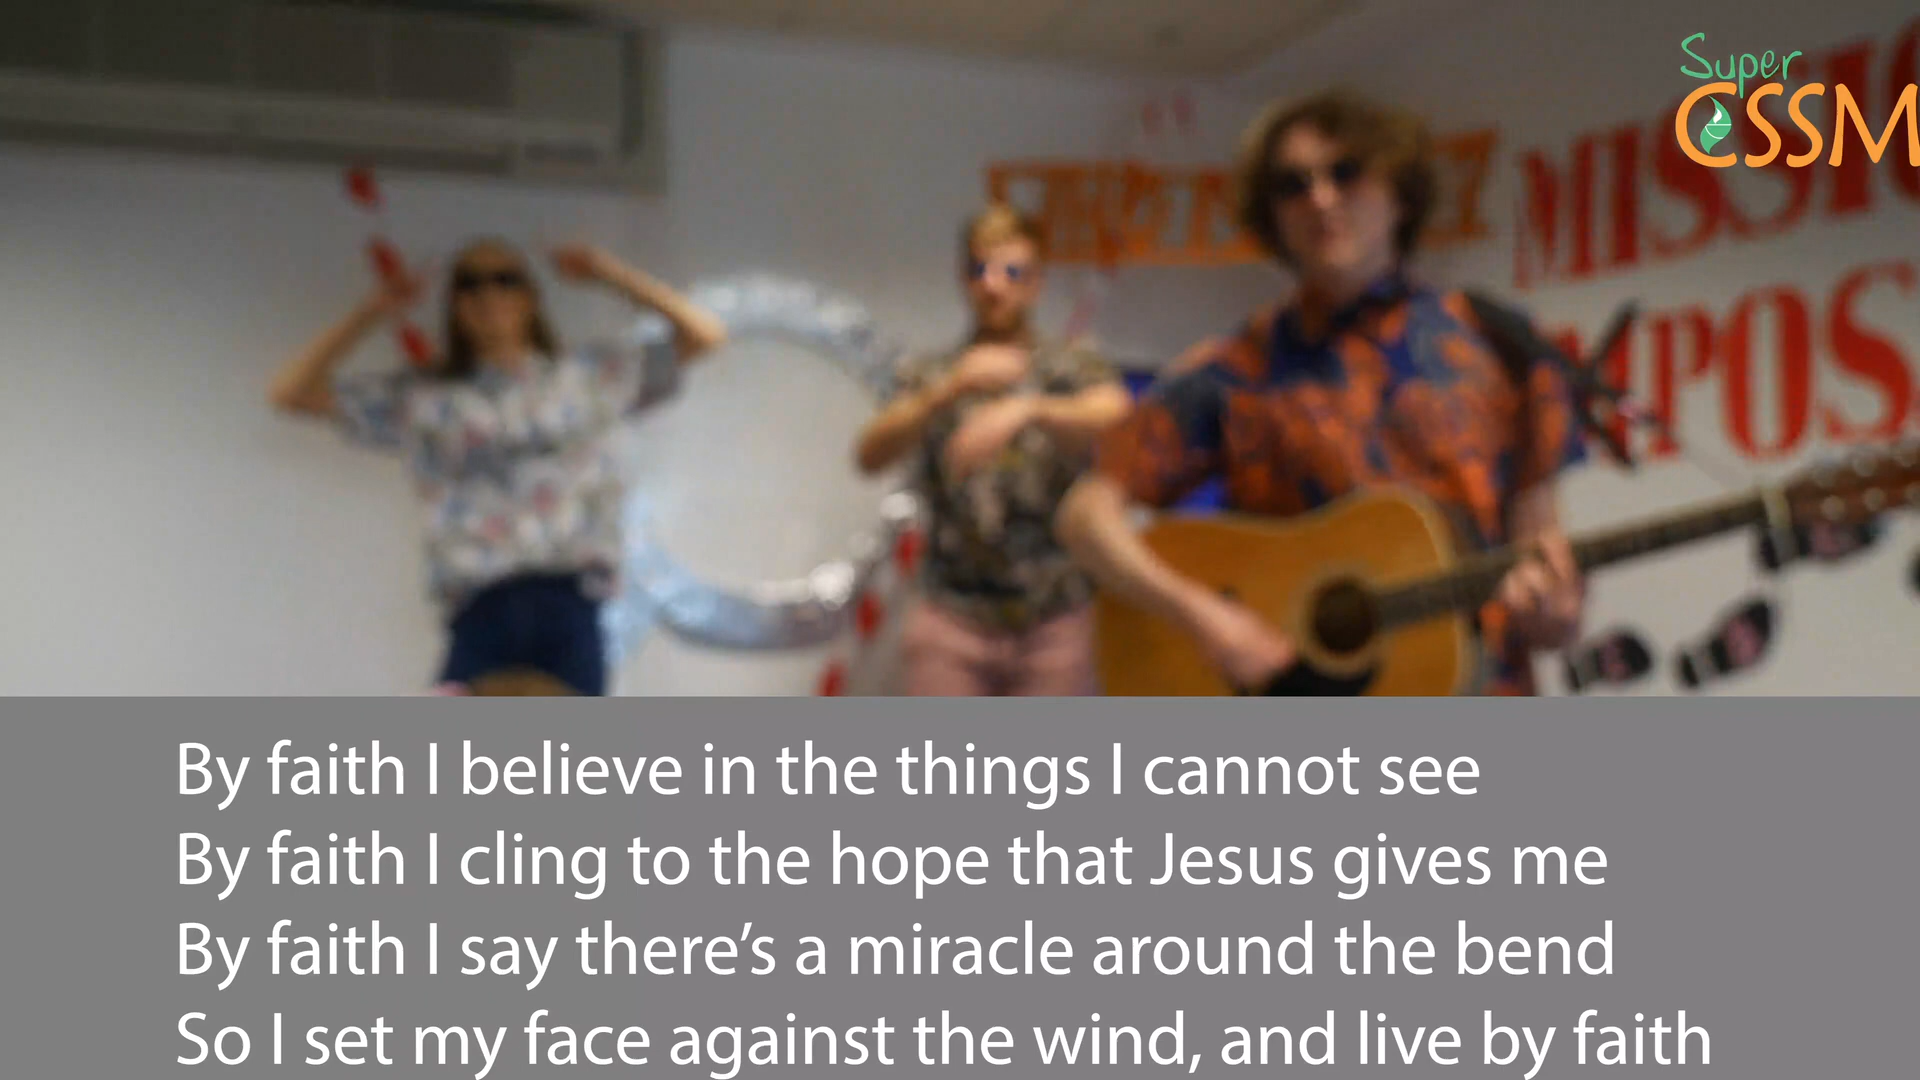 Super
CSSM
MISSIO
MPOS
By faith I believe in the things I cannot see
By faith I cling to the hope that Jesus gives me
By faith I say there’s a miracle around the bend
So I set my face against the wind, and live by faith